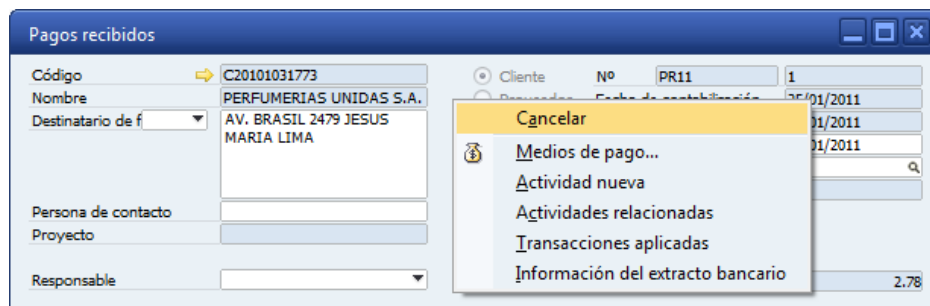 Pagos recibidos
Código C20101031773 Cliente Nº PR11 1
Nombre PERFUMERIAS UNIDAS S.A. 25/01/2011
Destinatario de f AV. BRASIL 2479 JESUS 01/2011
MARIA LIMA 01/2011
Cancelar
Medios de pago...
Actividad nueva
Actividades relacionadas
Transacciones aplicadas
Información del extracto bancario
Persona de contacto
Proyecto
Responsable 2.78